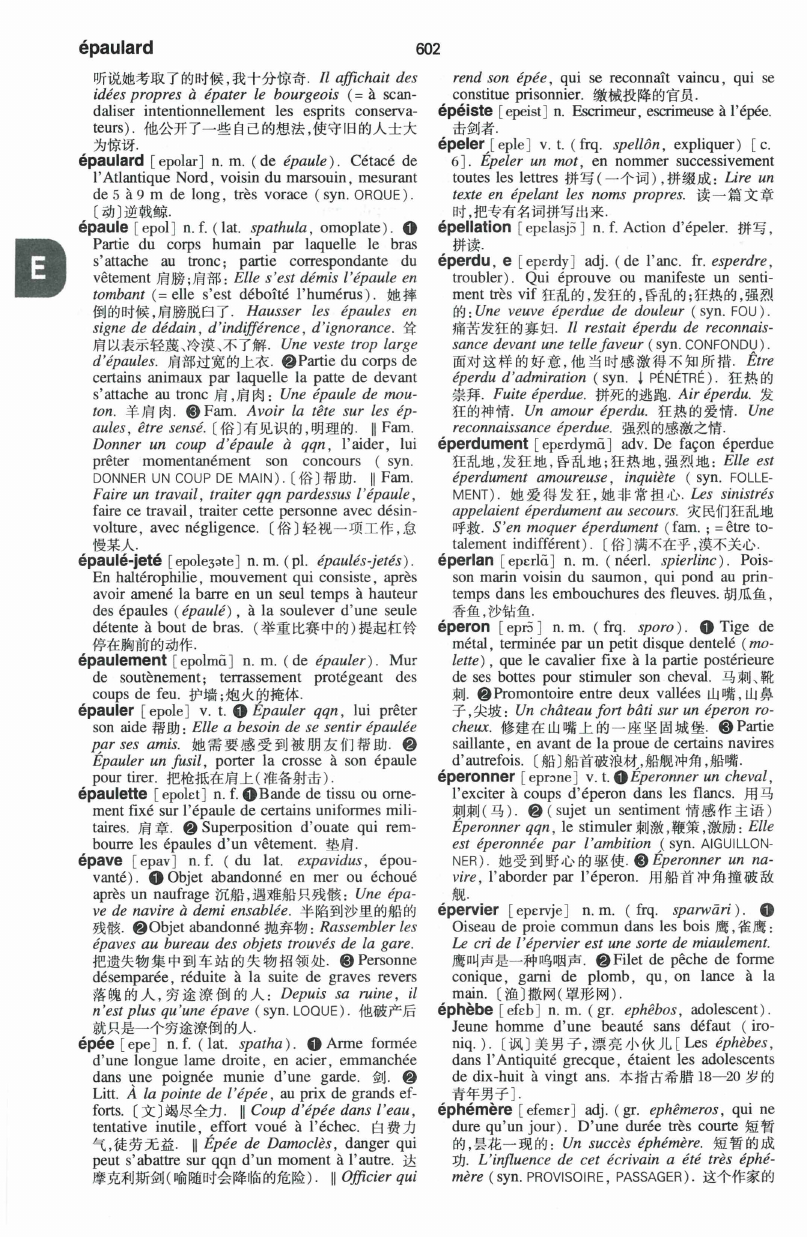 épaulard
602
听说她考取了的时候,我十分惊奇. Il affichait des
idées propres à épater le bourgeois (= à scan-
daliser intentionnellement les esprits conserva-
teurs). 他公开了一些自己的想法,使守旧的人士大
为惊讶.
épaulard [epolar] n. m. (de épaule). Cétacé de
l'Atlantique Nord, voisin du marsouin, mesurant
de 5 à 9 m de long, très vorace (syn. ORQUE).
〔动〕逆戟鲸.
épaule [epol] n. f. (lat. spathula, omoplate). ❶
Partie du corps humain par laquelle le bras
s'attache au tronc; partie correspondante du
vêtement 肩膀;肩部: Elle s'est démis l'épaule en
tombant (= elle s'est déboîté l'humérus). 她摔
倒的时候,肩膀脱臼了. Hausser les épaules en
signe de dédain, d'indifférence, d'ignorance. 耸
肩以表示轻蔑、冷漠、不了解. Une veste trop large
d'épaules. 肩部过宽的上衣. ❷Partie du corps de
certains animaux par laquelle la patte de devant
s'attache au tronc 肩,肩肉: Une épaule de mou-
ton. 羊肩肉. ❸ Fam. Avoir la tête sur les ép-
aules, être sensé.〔俗〕有见识的,明理的. ‖ Fam.
Donner un coup d'épaule à qqn, l'aider, lui
prêter momentanément son concours ( syn.
DONNER UN COUP DE MAIN).〔俗〕帮助. ‖ Fam.
Faire un travail, traiter qqn pardessus l'épaule,
faire ce travail, traiter cette personne avec désin-
volture, avec négligence. 〔俗〕轻视一项工作,怠
慢某人.
épaulé-jeté [epoleʒəte] n. m. (pl. épaulés-jetés).
En haltérophilie, mouvement qui consiste, après
avoir amené la barre en un seul temps à hauteur
des épaules (épaulé), à la soulever d'une seule
détente à bout de bras. (举重比赛中的)提起杠铃
停在胸前的动作.
épaulement [epolmɑ̃] n. m. (de épauler). Mur
de soutènement; terrassement protégeant des
coups de feu. 护墙;炮火的掩体.
épauler [epole] v. t. ❶ Épauler qqn, lui prêter
son aide 帮助: Elle a besoin de se sentir épaulée
par ses amis. 她需要感受到被朋友们帮助. ❷
Épauler un fusil, porter la crosse à son épaule
pour tirer. 把枪抵在肩上(准备射击).
épaulette [epolɛt] n. f. ❶Bande de tissu ou orne-
ment fixé sur l'épaule de certains uniformes mili-
taires. 肩章. ❷ Superposition d'ouate qui rem-
bourre les épaules d'un vêtement. 垫肩.
épave [epav] n. f. ( du lat. expavidus, épou-
vanté). ❶ Objet abandonné en mer ou échoué
après un naufrage 沉船,遇难船只残骸: Une épa-
ve de navire à demi ensablée. 半陷到沙里的船的
残骸. ❷Objet abandonné 抛弃物: Rassembler les
épaves au bureau des objets trouvés de la gare.
把遗失物集中到车站的失物招领处. ❸ Personne
désemparée, réduite à la suite de graves revers
落魄的人,穷途潦倒的人: Depuis sa ruine, il
n'est plus qu'une épave (syn. LOQUE). 他破产后
就只是一个穷途潦倒的人.
épée [epe] n. f. (lat. spatha). ❶ Arme formée
d'une longue lame droite, en acier, emmanchée
dans une poignée munie d'une garde. 剑. ❷
Litt. À la pointe de l'épée, au prix de grands ef-
forts. 〔文〕竭尽全力. ‖ Coup d'épée dans l'eau,
tentative inutile, effort voué à l'échec. 白费力
气,徒劳无益. ‖ Épée de Damoclès, danger qui
peut s'abattre sur qqn d'un moment à l'autre. 达
摩克利斯剑(喻随时会降临的危险). ‖ Officier qui
E
rend son épée, qui se reconnaît vaincu, qui se
constitue prisonnier. 缴械投降的官员.
épéiste [epeist] n. Escrimeur, escrimeuse à l'épée.
击剑者.
épeler [eple] v. t. (frq. spellôn, expliquer) [c.
6]. Épeler un mot, en nommer successivement
toutes les lettres 拼写(一个词),拼缀成: Lire un
texte en épelant les noms propres. 读一篇文章
时,把专有名词拼写出来.
épellation [epɛlasjɔ̃] n. f. Action d'épeler. 拼写,
拼读.
éperdu, e [epɛrdy] adj. (de l'anc. fr. esperdre,
troubler). Qui éprouve ou manifeste un senti-
ment très vif 狂乱的,发狂的,昏乱的;狂热的,强烈
的:Une veuve éperdue de douleur (syn. FOU).
痛苦发狂的寡妇. Il restait éperdu de reconnais-
sance devant une telle faveur (syn. CONFONDU).
面对这样的好意,他当时感激得不知所措. Être
éperdu d'admiration (syn. ↓ PÉNÉTRÉ). 狂热的
崇拜. Fuite éperdue. 拼死的逃跑. Air éperdu. 发
狂的神情. Un amour éperdu. 狂热的爱情. Une
reconnaissance éperdue. 强烈的感激之情.
éperdument [epɛrdymɑ̃] adv. De façon éperdue
狂乱地,发狂地,昏乱地;狂热地,强烈地: Elle est
éperdument amoureuse, inquiète ( syn. FOLLE-
MENT). 她爱得发狂,她非常担心. Les sinistrés
appelaient éperdument au secours. 灾民们狂乱地
呼救. S'en moquer éperdument (fam. ; = être to-
talement indifférent). 〔俗〕满不在乎,漠不关心.
éperlan [epɛrlɑ̃] n. m. (néerl. spierlinc). Pois-
son marin voisin du saumon, qui pond au prin-
temps dans les embouchures des fleuves. 胡瓜鱼,
香鱼,沙钻鱼.
éperon [eprɔ̃] n. m. ( frq. sporo). ❶ Tige de
métal, terminée par un petit disque dentelé (mo-
lette), que le cavalier fixe à la partie postérieure
de ses bottes pour stimuler son cheval. 马刺、靴
刺. ❷Promontoire entre deux vallées 山嘴,山鼻
子,尖坡: Un château fort bâti sur un éperon ro-
cheux. 修建在山嘴上的一座坚固城堡. ❸ Partie
saillante, en avant de la proue de certains navires
d'autrefois. 〔船〕船首破浪材,船舰冲角,船嘴.
éperonner [eprɔne] v. t. ❶Éperonner un cheval,
l'exciter à coups d'éperon dans les flancs. 用马
刺刺(马). ❷ (sujet un sentiment 情感作主语)
Éperonner qqn, le stimuler 刺激,鞭策,激励: Elle
est éperonnée par l'ambition ( syn. AIGUILLON-
NER). 她受到野心的驱使. ❸ Éperonner un na-
vire, l'aborder par l'éperon. 用船首冲角撞破敌
舰.
épervier [epɛrvje] n. m. ( frq. sparwāri). ❶
Oiseau de proie commun dans les bois 鹰,雀鹰:
Le cri de l'épervier est une sorte de miaulement.
鹰叫声是一种呜咽声. ❷ Filet de pêche de forme
conique, garni de plomb, qu, on lance à la
main. 〔渔〕撒网(罩形网).
éphèbe [efɛb] n. m. (gr. ephêbos, adolescent).
Jeune homme d'une beauté sans défaut ( iro-
niq. ). 〔讽〕美男子,漂亮小伙儿[Les éphèbes,
dans l'Antiquité grecque, étaient les adolescents
de dix-huit à vingt ans. 本指古希腊 18—20 岁的
青年男子].
éphémère [efemɛr] adj. (gr. ephêmeros, qui ne
dure qu'un jour). D'une durée très courte 短暂
的,昙花一现的: Un succès éphémère. 短暂的成
功. L'influence de cet écrivain a été très éphé-
mère (syn. PROVISOIRE, PASSAGER). 这个作家的